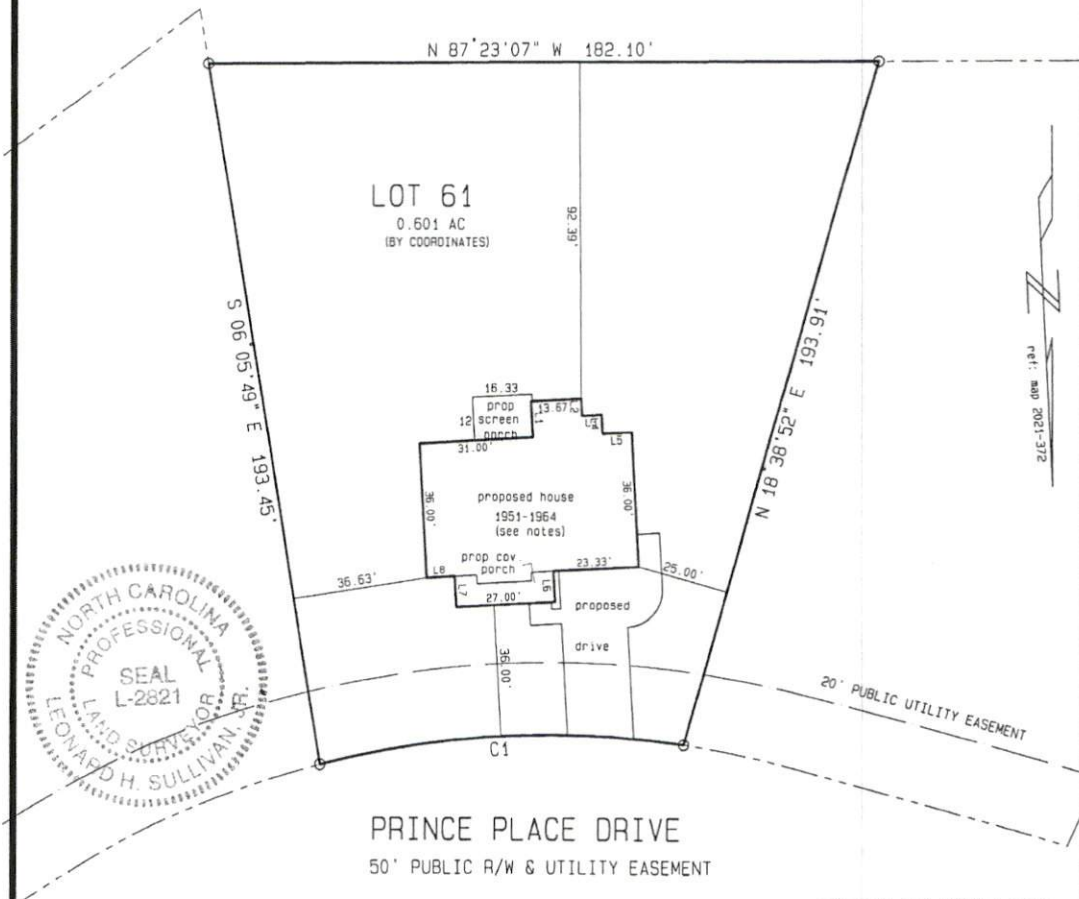 N 87°23'07" W 182.10'
LOT 61
0.601 AC
(BY COORDINATES)
92.39'
S 06°05'49" E 193.45'
N 18°38'52" E 193.91'
ref: map 2021-372
16.33
prop
screen
porch
12
13.67'
L1
L2
L5
31.00'
36.00'
36.00'
proposed house
1951-1964
(see notes)
prop cov.
porch
L8
L7
27.00'
L6
23.33'
25.00'
36.63'
proposed
drive
36.00'
20' PUBLIC UTILITY EASEMENT
C1
NORTH CAROLINA
PROFESSIONAL
SEAL
L-2821
LAND SURVEYOR
LEONARD H. SULLIVAN, JR.
PRINCE PLACE DRIVE
50' PUBLIC R/W & UTILITY EASEMENT